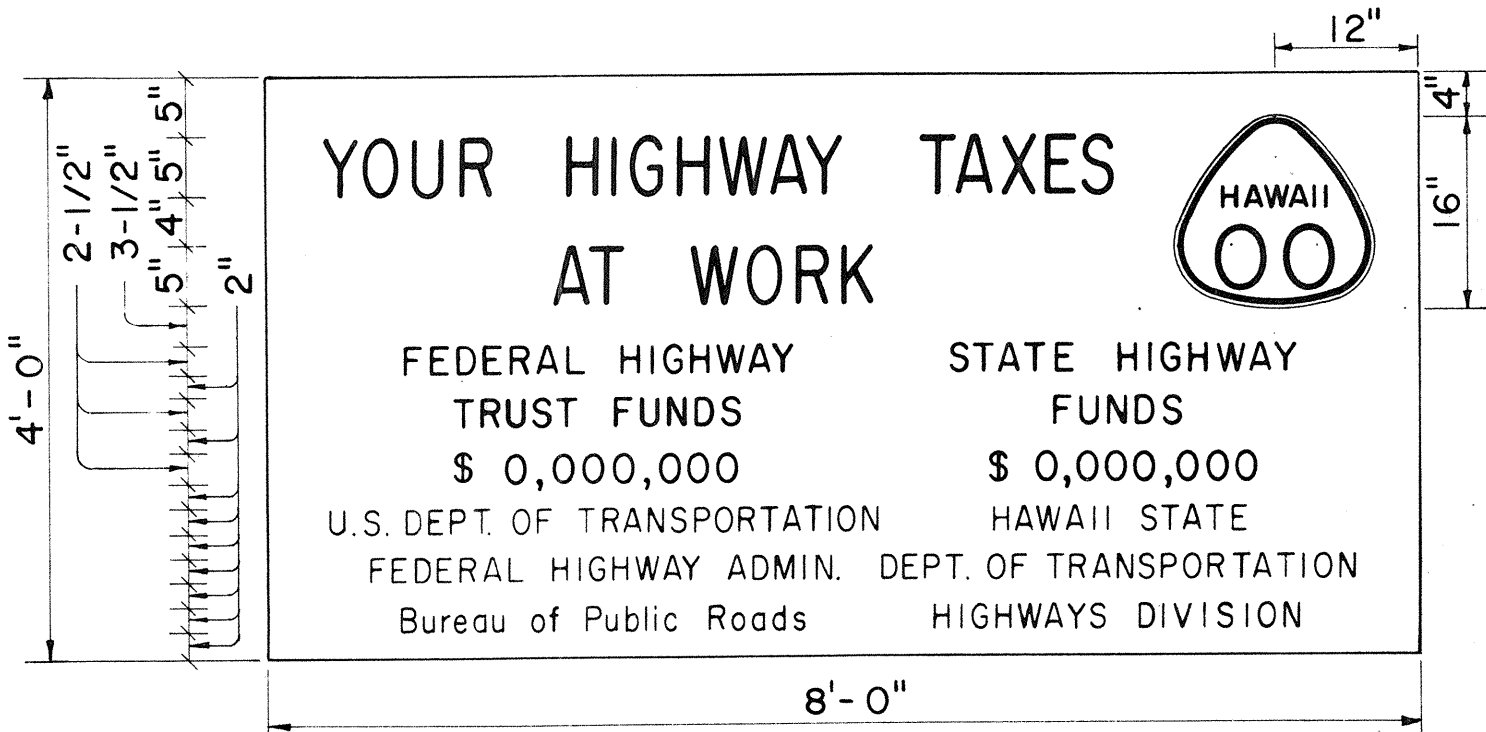 12"
4"
16"
5"
5"
4"
5"
2-1/2"
3-1/2"
2"
4'-0"
YOUR HIGHWAY TAXES
AT WORK
HAWAII
00
FEDERAL HIGHWAY
TRUST FUNDS
$ 0,000,000
STATE HIGHWAY
FUNDS
$ 0,000,000
U.S. DEPT. OF TRANSPORTATION
FEDERAL HIGHWAY ADMIN.
Bureau of Public Roads
HAWAII STATE
DEPT. OF TRANSPORTATION
HIGHWAYS DIVISION
8'-0"